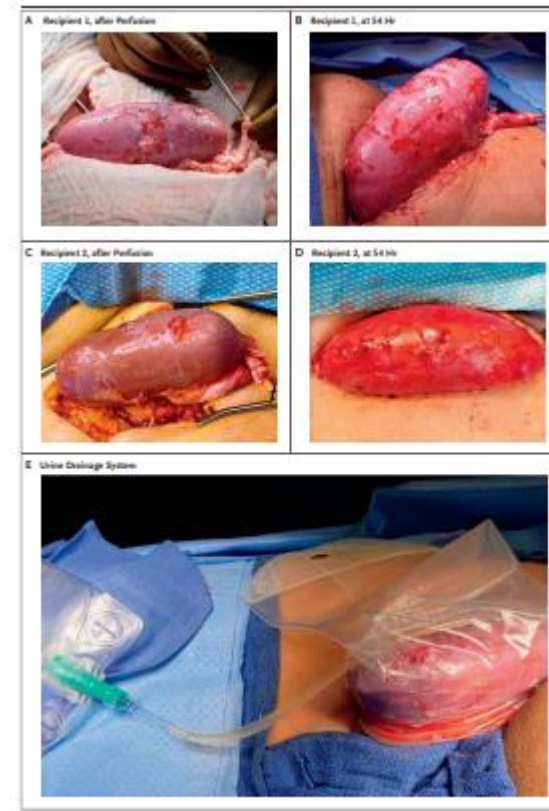 A Recipient 1, after Perfusion
B Recipient 1, at 54 Hr
C Recipient 2, after Perfusion
D Recipient 2, at 54 Hr
E Urine Drainage System